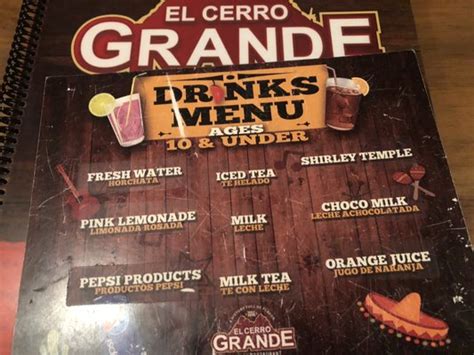 EL CERRO
GRANDE
DRINKS
MENU
AGES
10 & UNDER
FRESH WATER
HORCHATA
ICED TEA
TE HELADO
SHIRLEY TEMPLE
PINK LEMONADE
LIMONADA ROSADA
MILK
LECHE
CHOCO MILK
LECHE ACHOCOLATADA
PEPSI PRODUCTS
PRODUCTOS PEPSI
MILK TEA
TE CON LECHE
ORANGE JUICE
JUGO DE NARANJA
EL CERRO
GRANDE